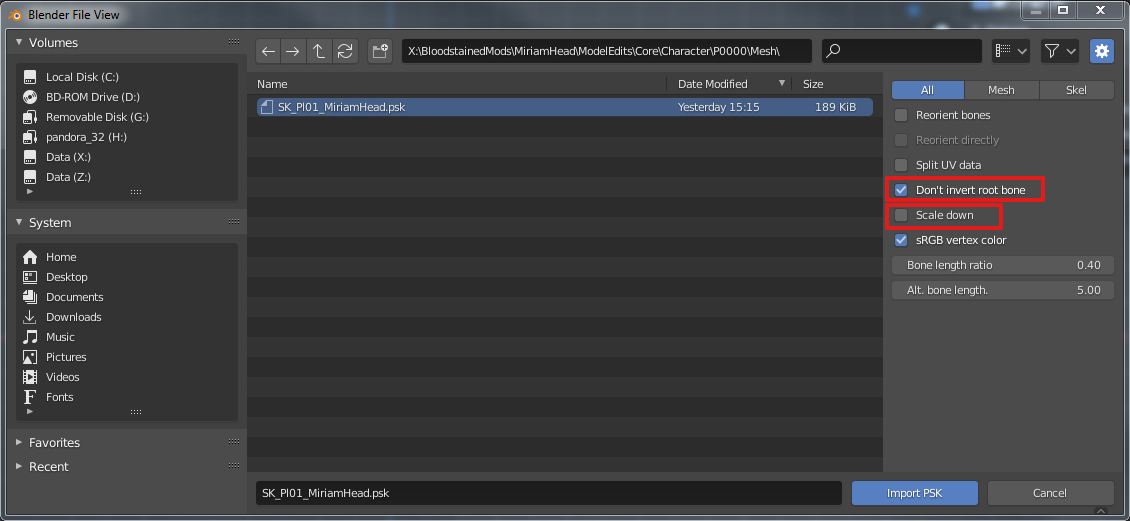 Blender File View
Volumes
Local Disk (C:)
BD-ROM Drive (D:)
Removable Disk (G:)
pandora_32 (H:)
Data (X:)
Data (Z:)
System
Home
Desktop
Documents
Downloads
Music
Pictures
Videos
Fonts
Favorites
Recent
X:\BloodstainedMods\MiriamHead\ModelEdits\Core\Character\P0000\Mesh\
Name Date Modified Size
SK_Pl01_MiriamHead.psk Yesterday 15:15 189 KiB
All Mesh Skel
Reorient bones
Reorient directly
Split UV data
Don't invert root bone
Scale down
sRGB vertex color
Bone length ratio 0.40
Alt. bone length. 5.00
SK_Pl01_MiriamHead.psk
Import PSK Cancel